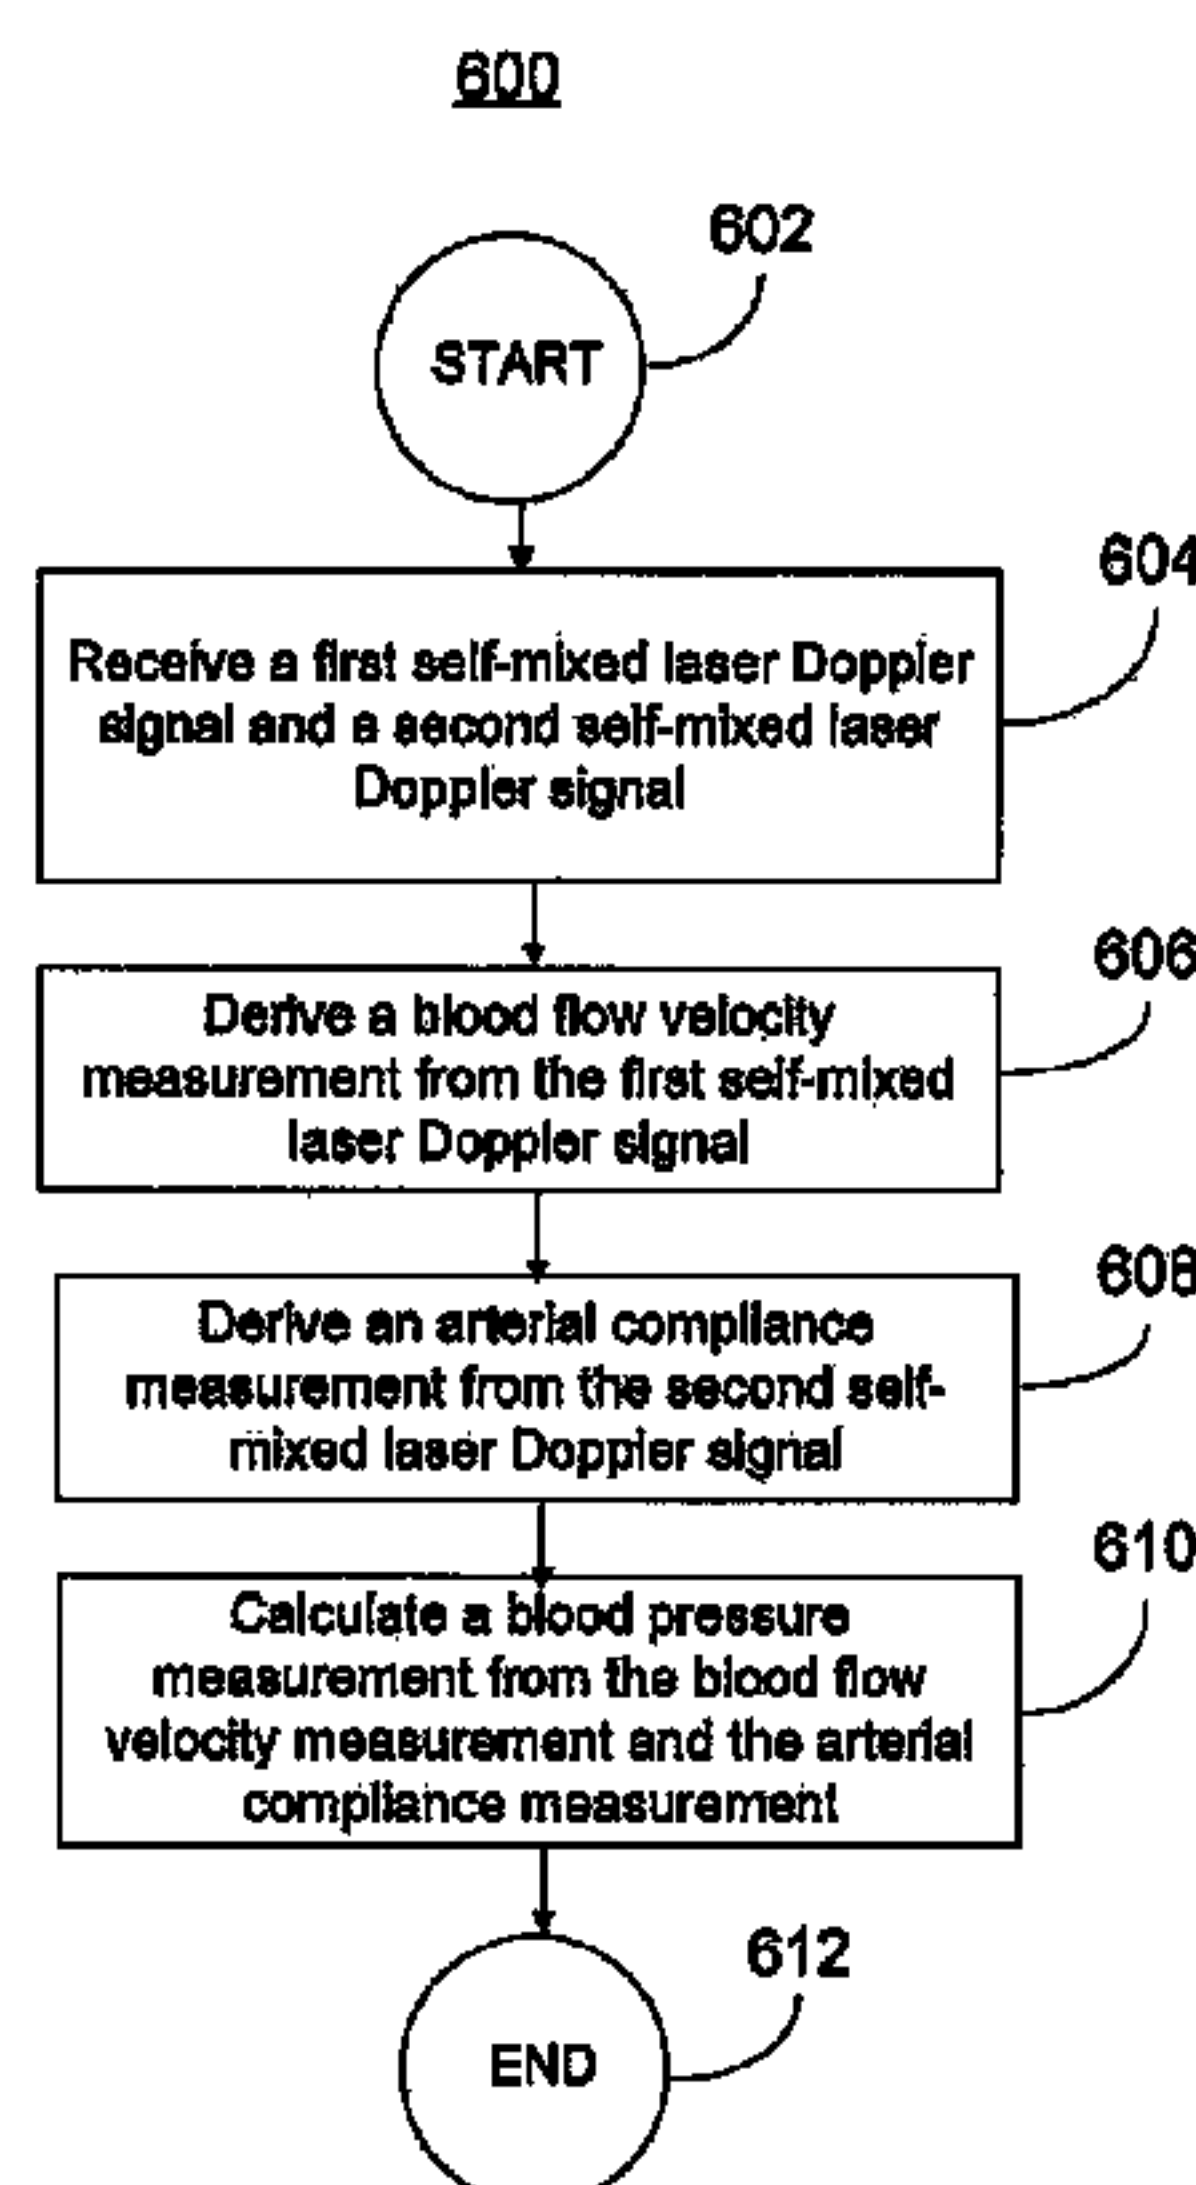 600
602
START
604
Receive a first self-mixed laser Doppler
signal and a second self-mixed laser
Doppler signal
606
Derive a blood flow velocity
measurement from the first self-mixed
laser Doppler signal
608
Derive an arterial compliance
measurement from the second self-
mixed laser Doppler signal
610
Calculate a blood pressure
measurement from the blood flow
velocity measurement and the arterial
compliance measurement
612
END